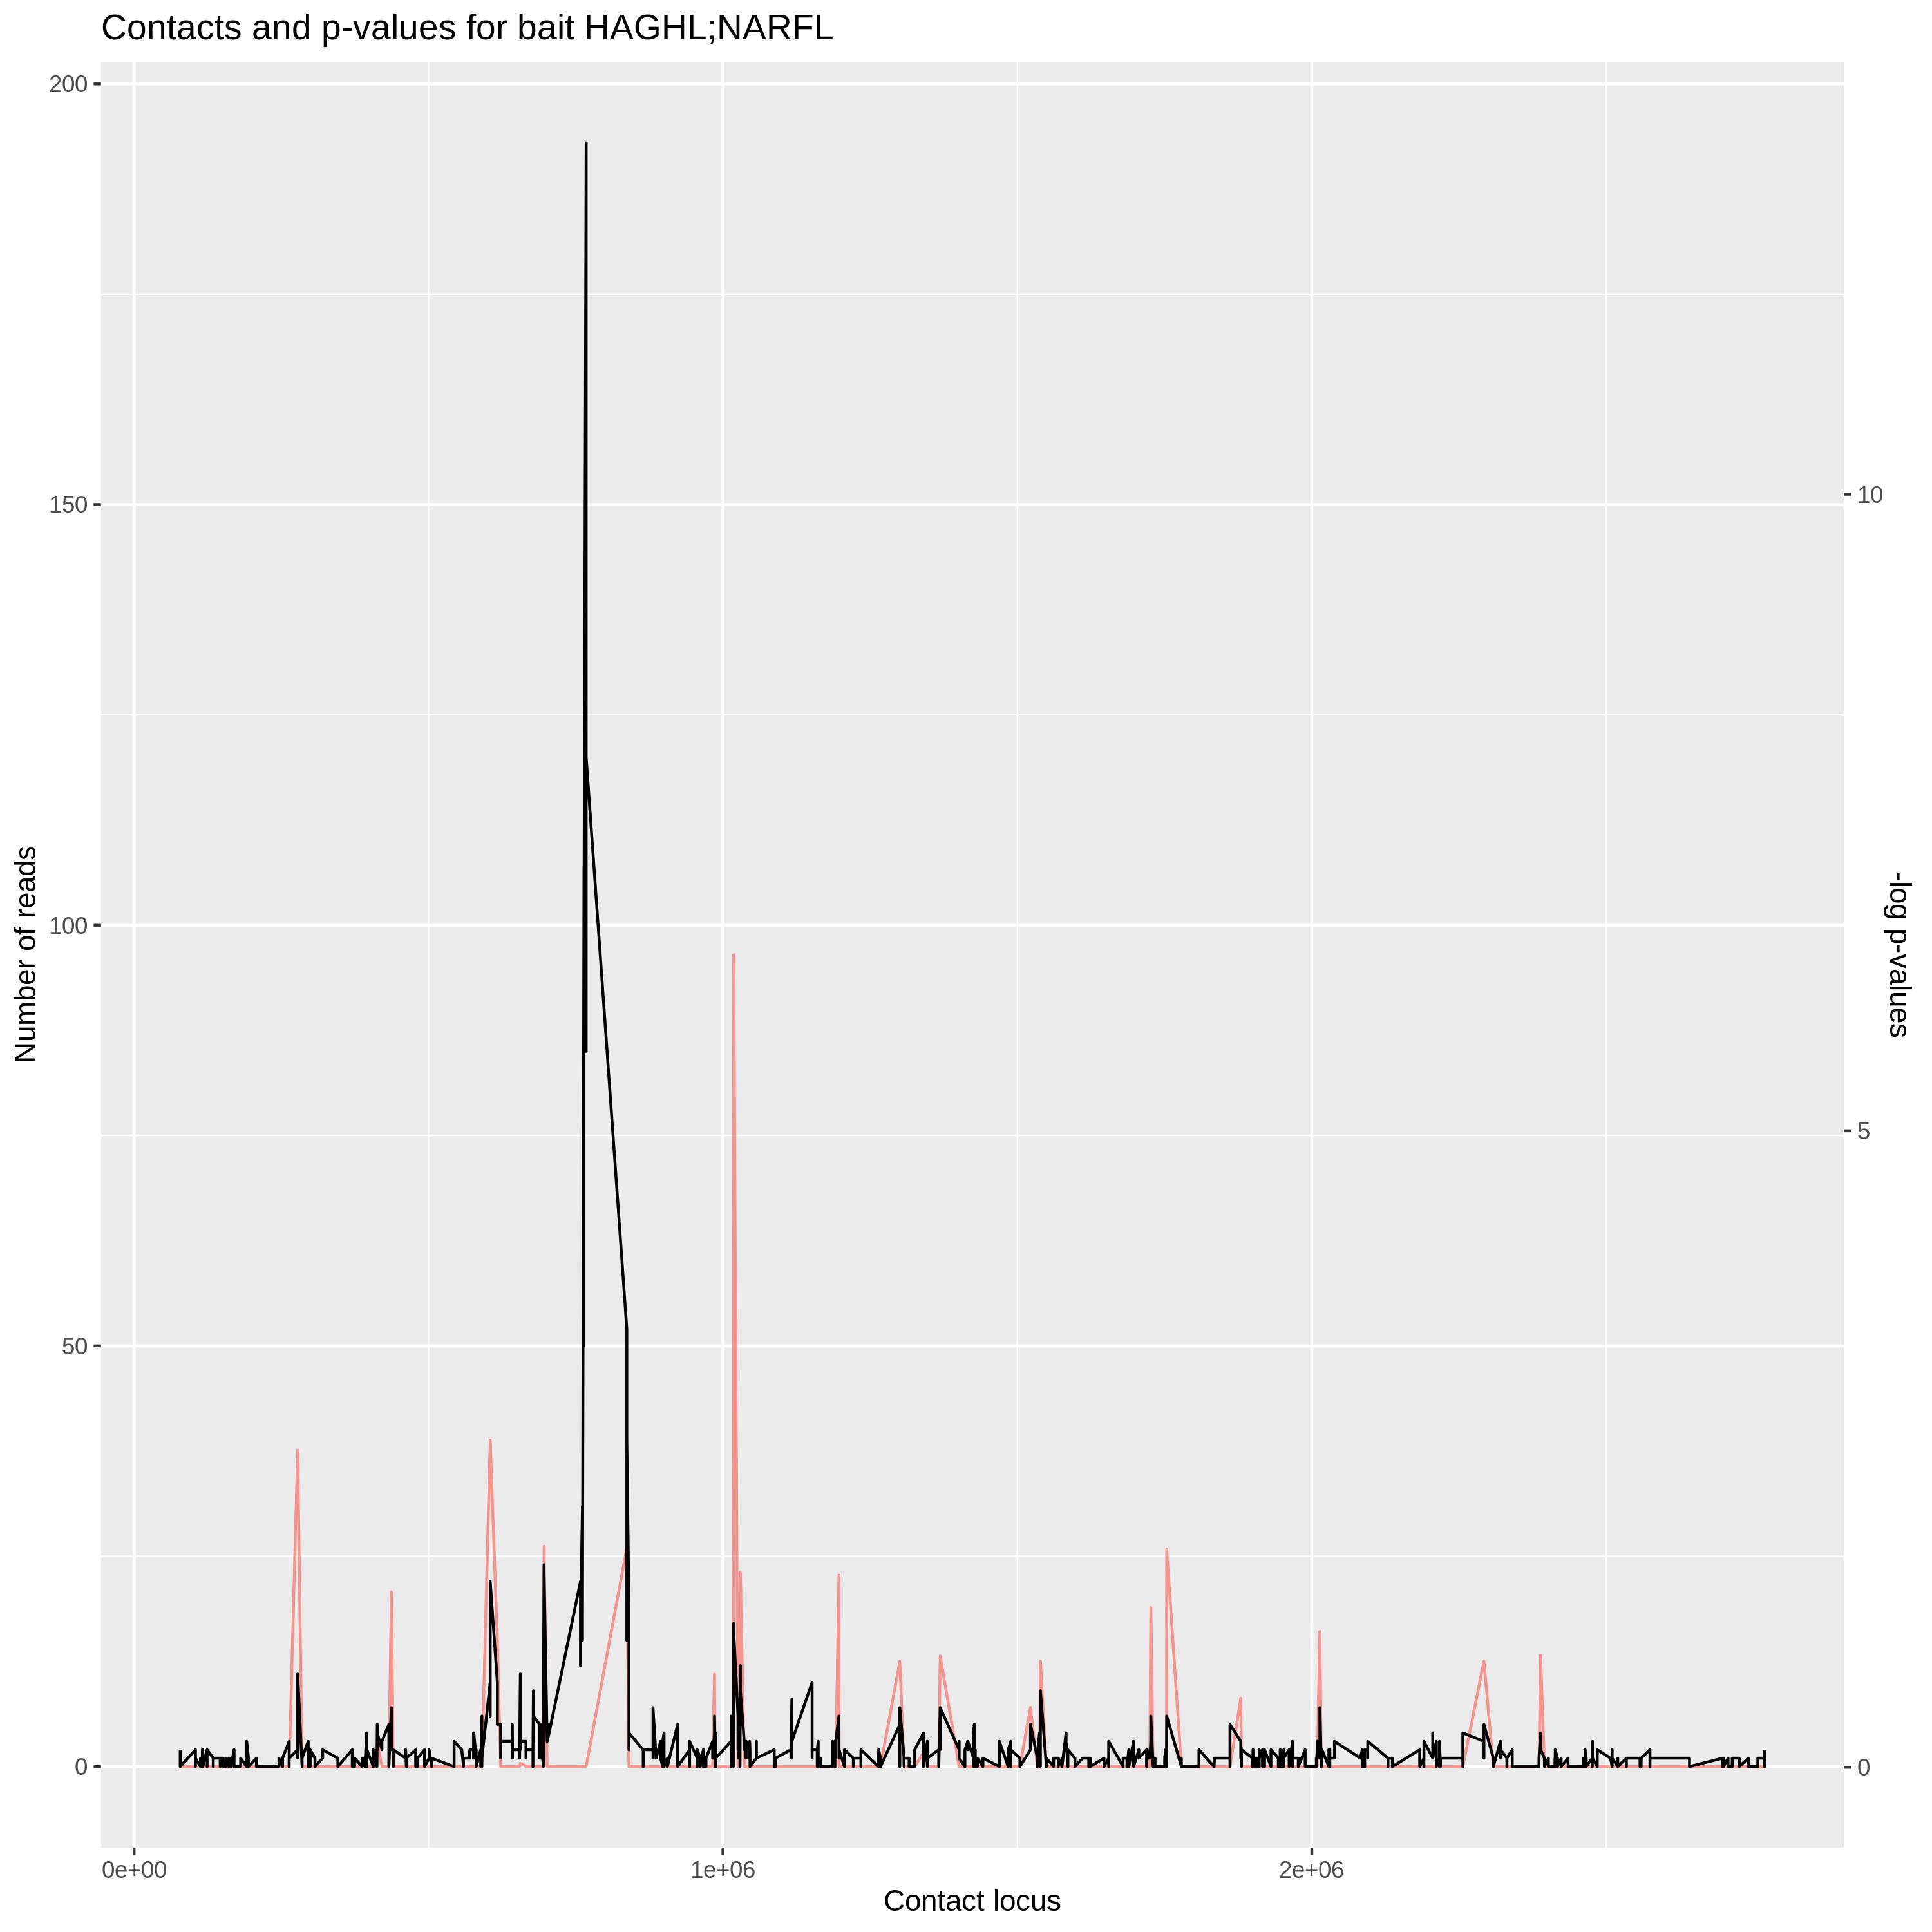 Contacts and p-values for bait HAGHL;NARFL
200
150
100
50
0
Number of reads
10
5
0
-log p-values
0e+00
1e+06
2e+06
Contact locus